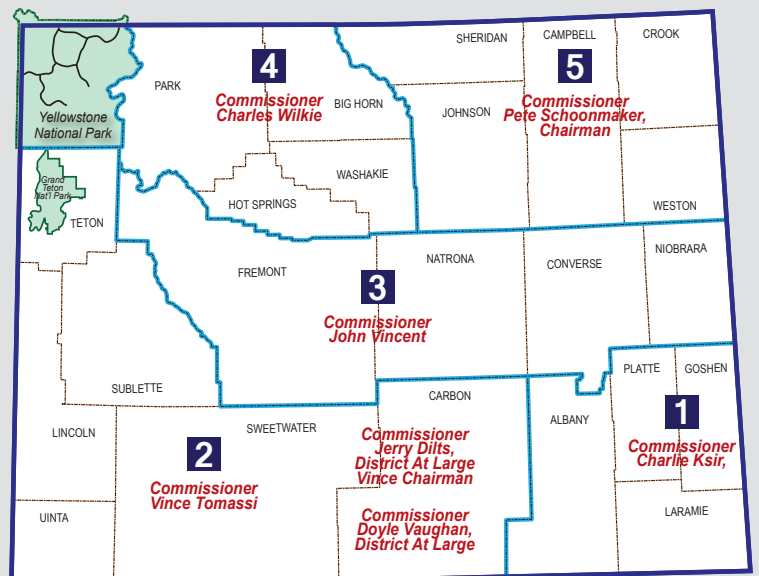 SHERIDAN
CAMPBELL
CROOK
4
PARK
Commissioner
Charles Wilkie
BIG HORN
5
JOHNSON
Commissioner
Pete Schoonmaker,
Chairman
Yellowstone
National Park
WASHAKIE
Grand
Teton
Nat'l Park
HOT SPRINGS
TETON
WESTON
FREMONT
NATRONA
CONVERSE
NIOBRARA
3
Commissioner
John Vincent
SUBLETTE
CARBON
PLATTE
GOSHEN
LINCOLN
SWEETWATER
ALBANY
1
Commissioner
Charlie Ksir,
2
Commissioner
Vince Tomassi
Commissioner
Jerry Dilts,
District At Large
Vince Chairman
Commissioner
Doyle Vaughan,
District At Large
UINTA
LARAMIE